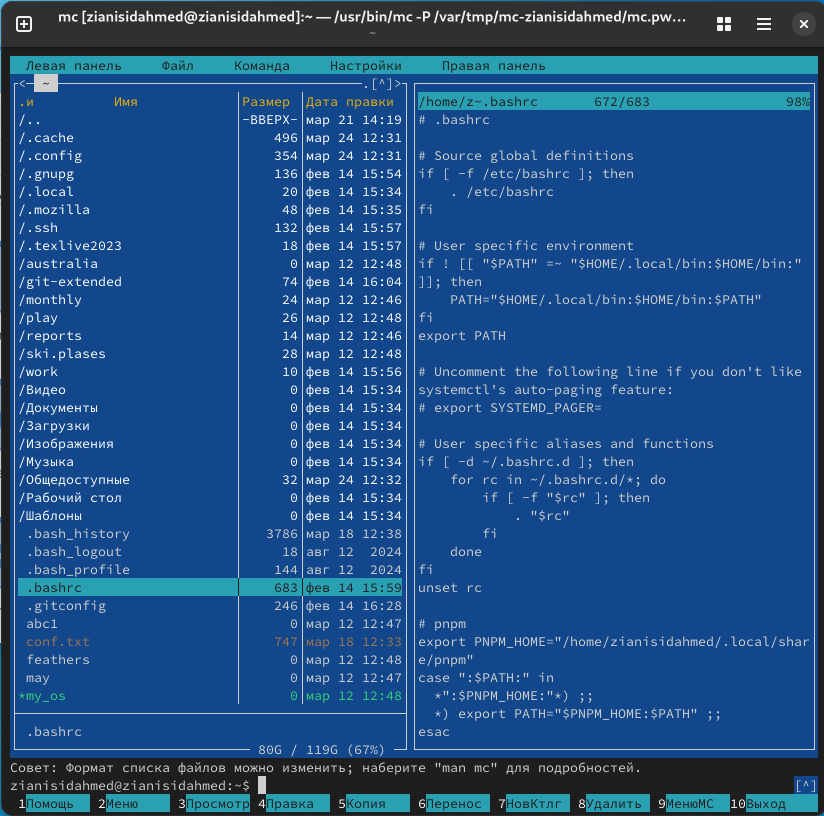 mc [zianisidahmed@zianisidahmed]:~ — /usr/bin/mc -P /var/tmp/mc-zianisidahmed/mc.pw…
~
Левая панель Файл Команда Настройки Правая панель
<─ ~ .[^]>
.и Имя Размер Дата правки
/.. -ВВЕРХ- мар 21 14:19
/.cache 496 мар 24 12:31
/.config 354 мар 24 12:31
/.gnupg 136 фев 14 15:54
/.local 20 фев 14 15:34
/.mozilla 48 фев 14 15:35
/.ssh 132 фев 14 15:57
/.texlive2023 18 фев 14 15:57
/australia 0 мар 12 12:48
/git-extended 74 фев 14 16:04
/monthly 24 мар 12 12:46
/play 26 мар 12 12:48
/reports 14 мар 12 12:46
/ski.plases 28 мар 12 12:48
/work 10 фев 14 15:56
/Видео 0 фев 14 15:34
/Документы 0 фев 14 15:34
/Загрузки 0 фев 14 15:34
/Изображения 0 фев 14 15:34
/Музыка 0 фев 14 15:34
/Общедоступные 32 мар 24 12:32
/Рабочий стол 0 фев 14 15:34
/Шаблоны 0 фев 14 15:34
.bash_history 3786 мар 18 12:38
.bash_logout 18 авг 12 2024
.bash_profile 144 авг 12 2024
.bashrc 683 фев 14 15:59
.gitconfig 246 фев 14 16:28
abc1 0 мар 12 12:47
conf.txt 747 мар 18 12:33
feathers 0 мар 12 12:48
may 0 мар 12 12:47
*my_os 0 мар 12 12:48
.bashrc
80G / 119G (67%)
/home/z~.bashrc 672/683 98%
# .bashrc
# Source global definitions
if [ -f /etc/bashrc ]; then
    . /etc/bashrc
fi
# User specific environment
if ! [[ "$PATH" =~ "$HOME/.local/bin:$HOME/bin:"
]]; then
    PATH="$HOME/.local/bin:$HOME/bin:$PATH"
fi
export PATH
# Uncomment the following line if you don't like
systemctl's auto-paging feature:
# export SYSTEMD_PAGER=
# User specific aliases and functions
if [ -d ~/.bashrc.d ]; then
    for rc in ~/.bashrc.d/*; do
        if [ -f "$rc" ]; then
            . "$rc"
        fi
    done
fi
unset rc
# pnpm
export PNPM_HOME="/home/zianisidahmed/.local/shar
e/pnpm"
case ":$PATH:" in
  *":$PNPM_HOME:"*) ;;
  *) export PATH="$PNPM_HOME:$PATH" ;;
esac
Совет: Формат списка файлов можно изменить; наберите "man mc" для подробностей.
zianisidahmed@zianisidahmed:~$ [^]
1Помощь 2Меню 3Просмотр 4Правка 5Копия 6Перенос 7НовКтлг 8Удалить 9МенюMC 10Выход